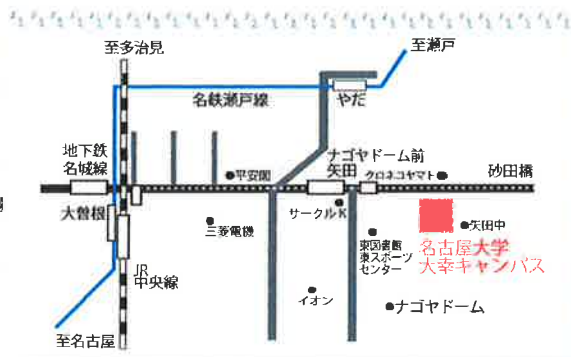 至多治見
至瀬戸
名鉄瀬戸線
やだ
地下鉄
名城線
ナゴヤドーム前
矢田
平安閣
クロネコヤマト
砂田橋
大曽根
三菱電機
サークルK
東図書館
東スポーツ
センター
矢田中
名古屋大学
大幸キャンパス
JR
中央線
イオン
ナゴヤドーム
至名古屋